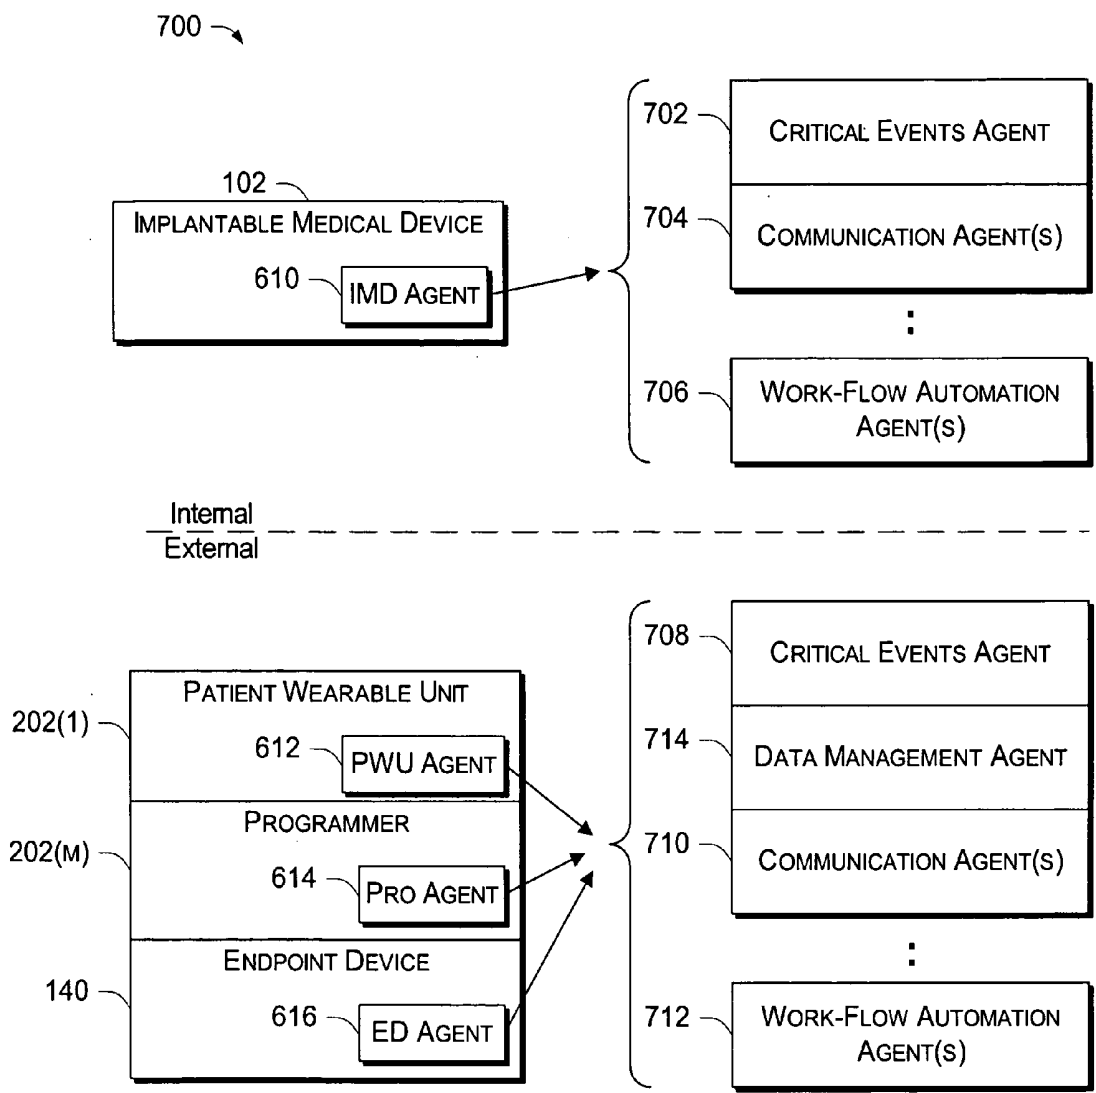 700
702
CRITICAL EVENTS AGENT
102
IMPLANTABLE MEDICAL DEVICE
704
COMMUNICATION AGENT(S)
610
IMD AGENT
706
WORK-FLOW AUTOMATION
AGENT(S)
Internal
External
708
CRITICAL EVENTS AGENT
PATIENT WEARABLE UNIT
202(1)
612
PWU AGENT
714
DATA MANAGEMENT AGENT
PROGRAMMER
202(M)
614
PRO AGENT
710
COMMUNICATION AGENT(S)
ENDPOINT DEVICE
140
616
ED AGENT
712
WORK-FLOW AUTOMATION
AGENT(S)